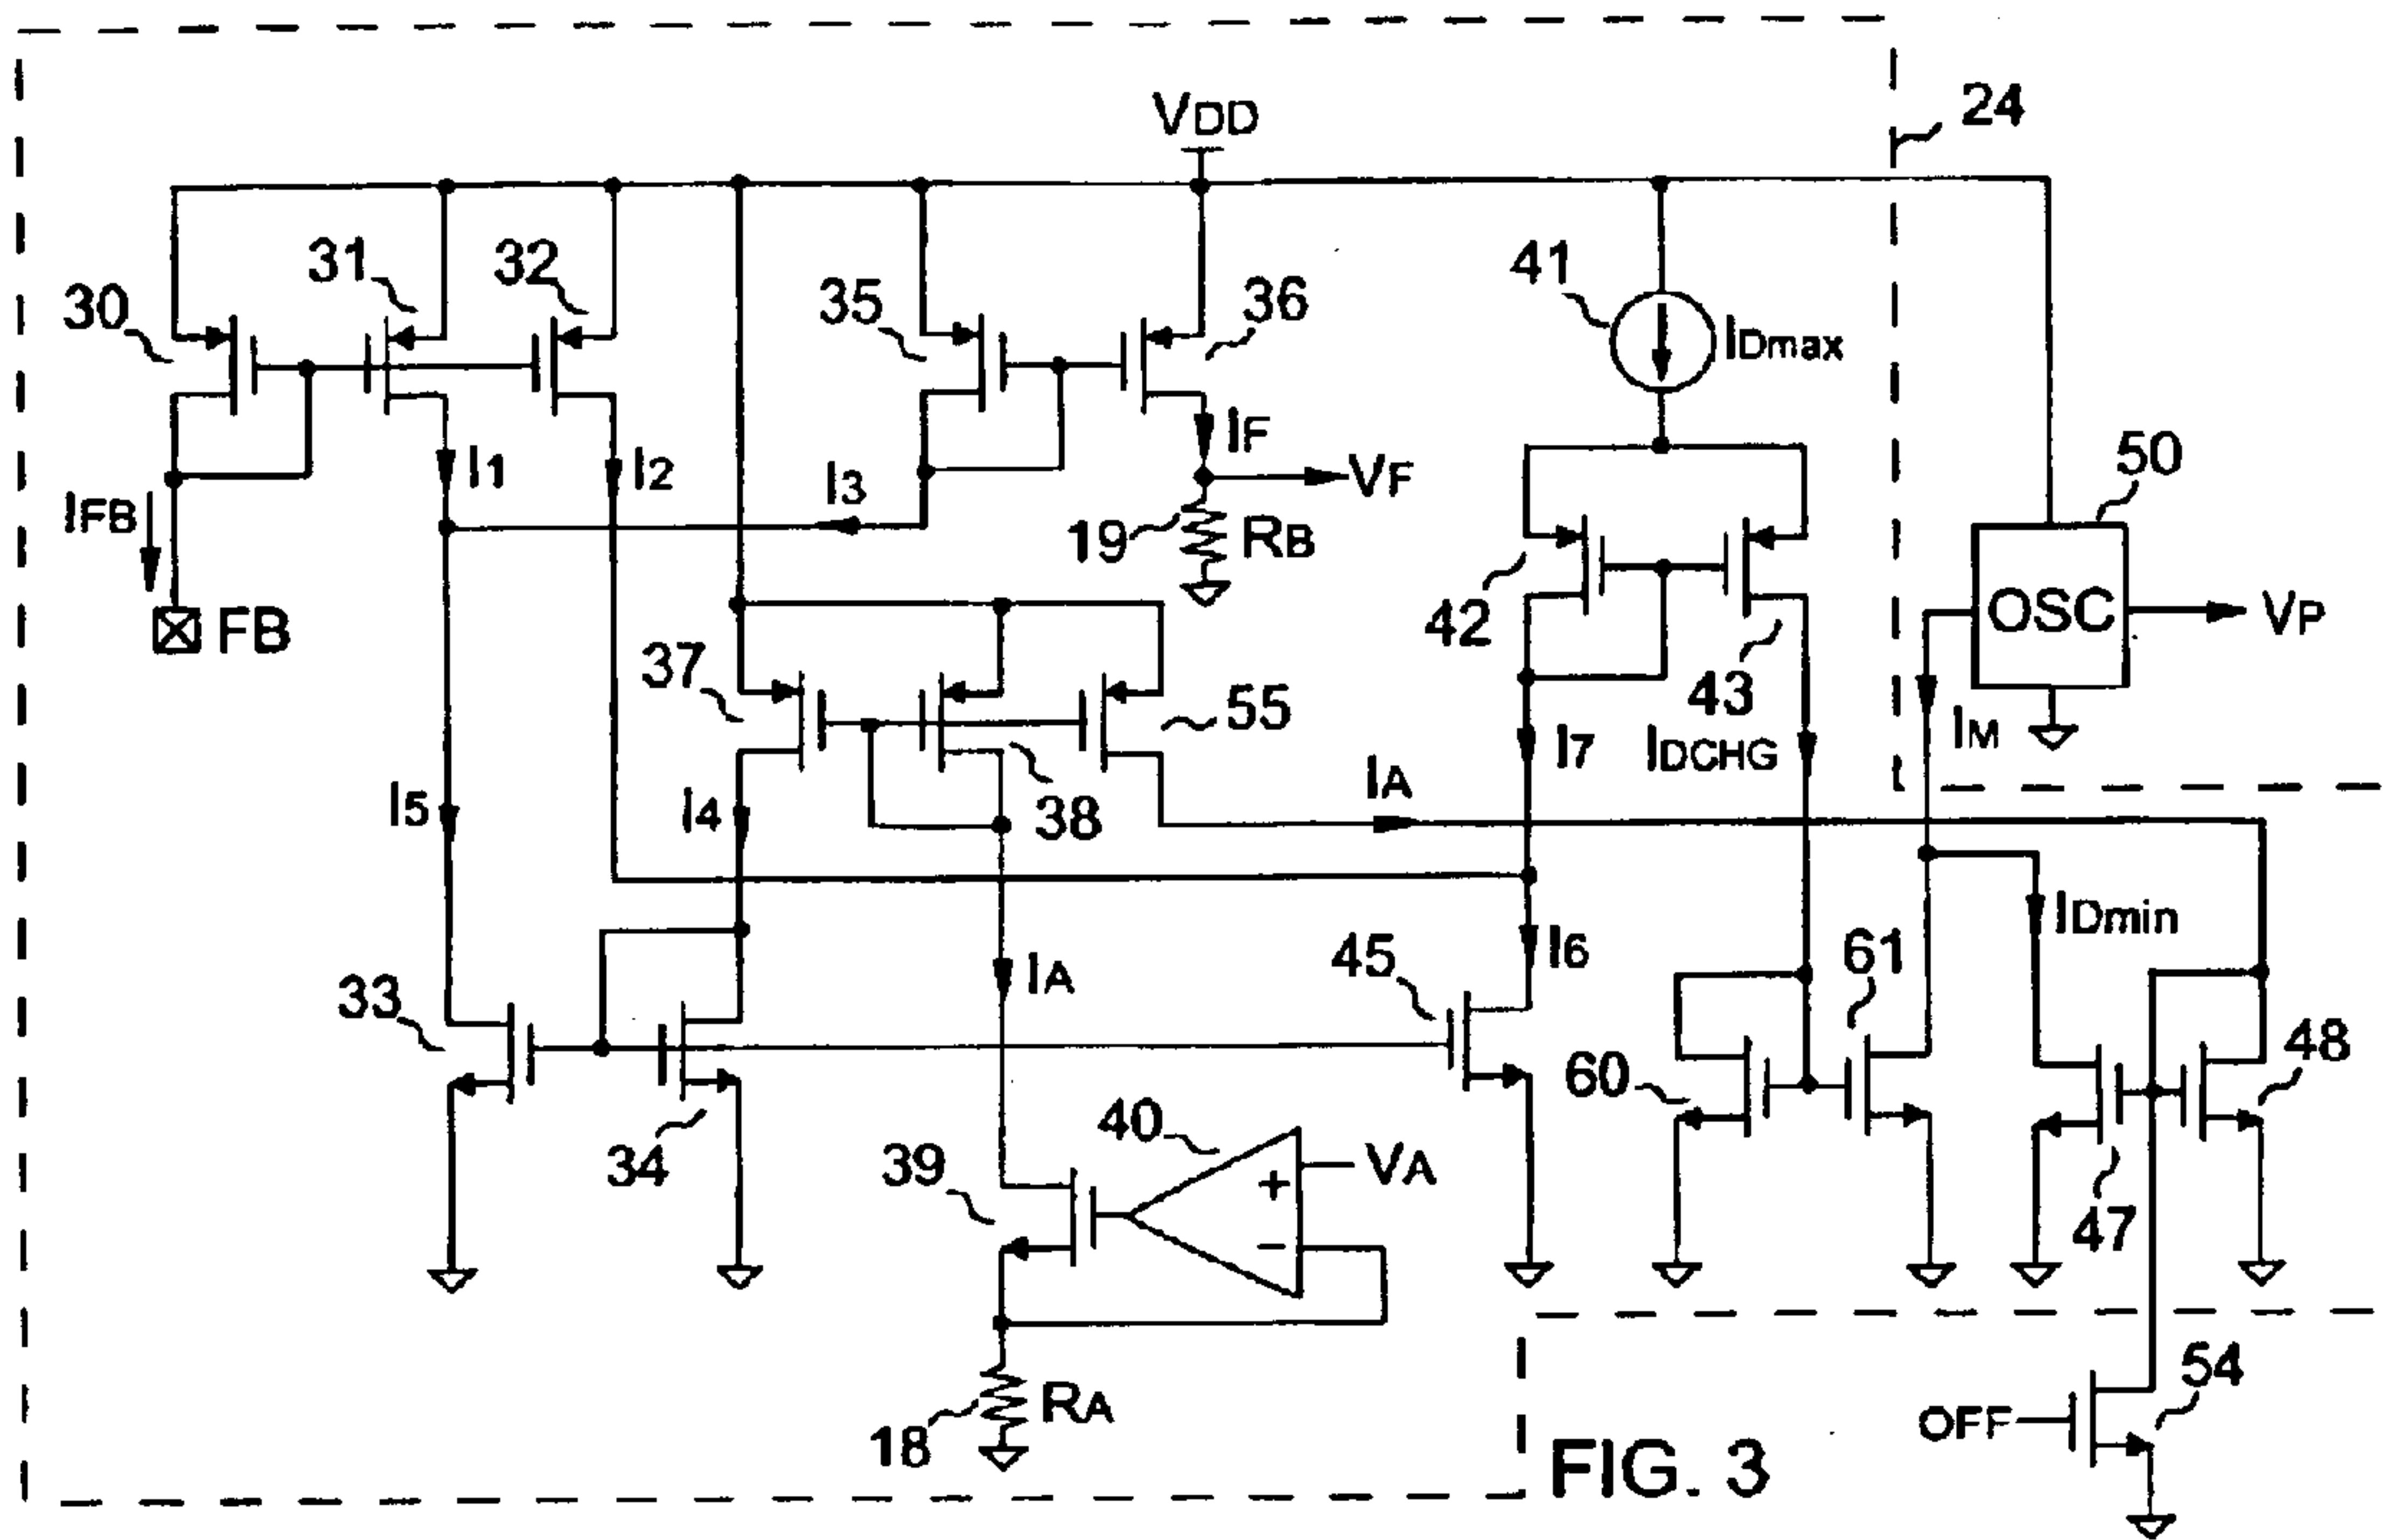 24
VDD
31
32
30
35
36
41
IDmax
I1
I2
I3
IF
VF
IFB
19
RB
50
OSC
VP
FB
42
43
37
55
I7
IDCHG
IM
I5
I4
38
IA
IDmin
33
IA
45
I6
61
60
48
34
39
40
+
VA
−
47
18
RA
OFF
54
FIG. 3